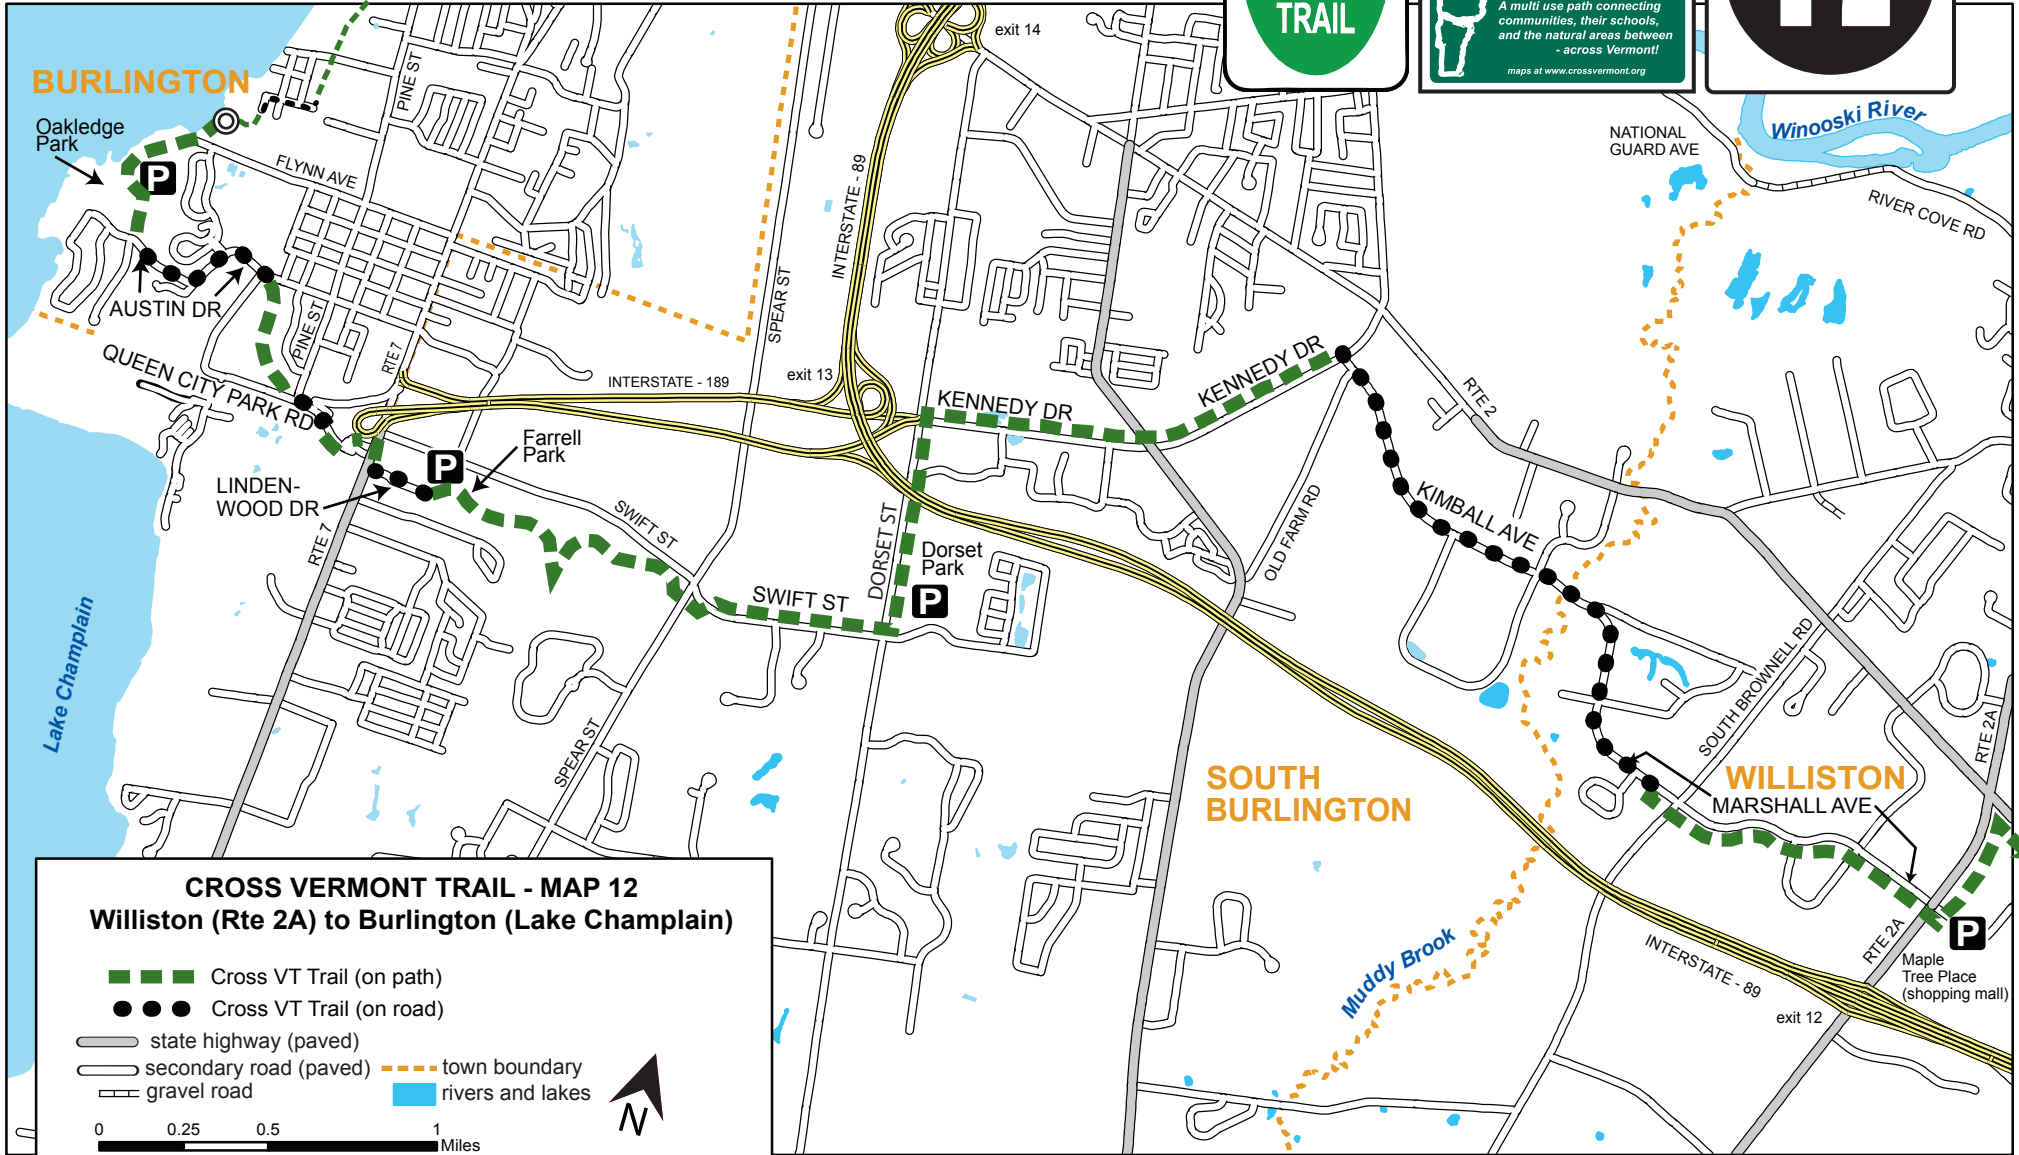 TRAIL
A multi use path connecting
communities, their schools,
and the natural areas between
- across Vermont!
maps at www.crossvermont.org
exit 14
BURLINGTON
Oakledge
Park
P
FLYNN AVE
PINE ST
INTERSTATE - 89
SPEAR ST
NATIONAL
GUARD AVE
Winooski River
RIVER COVE RD
AUSTIN DR
PINE ST
RTE 7
QUEEN CITY PARK RD
INTERSTATE - 189
exit 13
KENNEDY DR
KENNEDY DR
RTE 2
Farrell
Park
P
LINDEN-
WOOD DR
RTE 7
SWIFT ST
DORSET ST
Dorset
Park
P
SWIFT ST
OLD FARM RD
KIMBALL AVE
Lake Champlain
SPEAR ST
SOUTH BROWNELL RD
RTE 2A
SOUTH
BURLINGTON
WILLISTON
MARSHALL AVE
Muddy Brook
INTERSTATE - 89
RTE 2A
P
Maple
Tree Place
(shopping mall)
exit 12
CROSS VERMONT TRAIL - MAP 12
Williston (Rte 2A) to Burlington (Lake Champlain)
Cross VT Trail (on path)
Cross VT Trail (on road)
state highway (paved)
secondary road (paved)
town boundary
gravel road
rivers and lakes
N
0 0.25 0.5 1
Miles